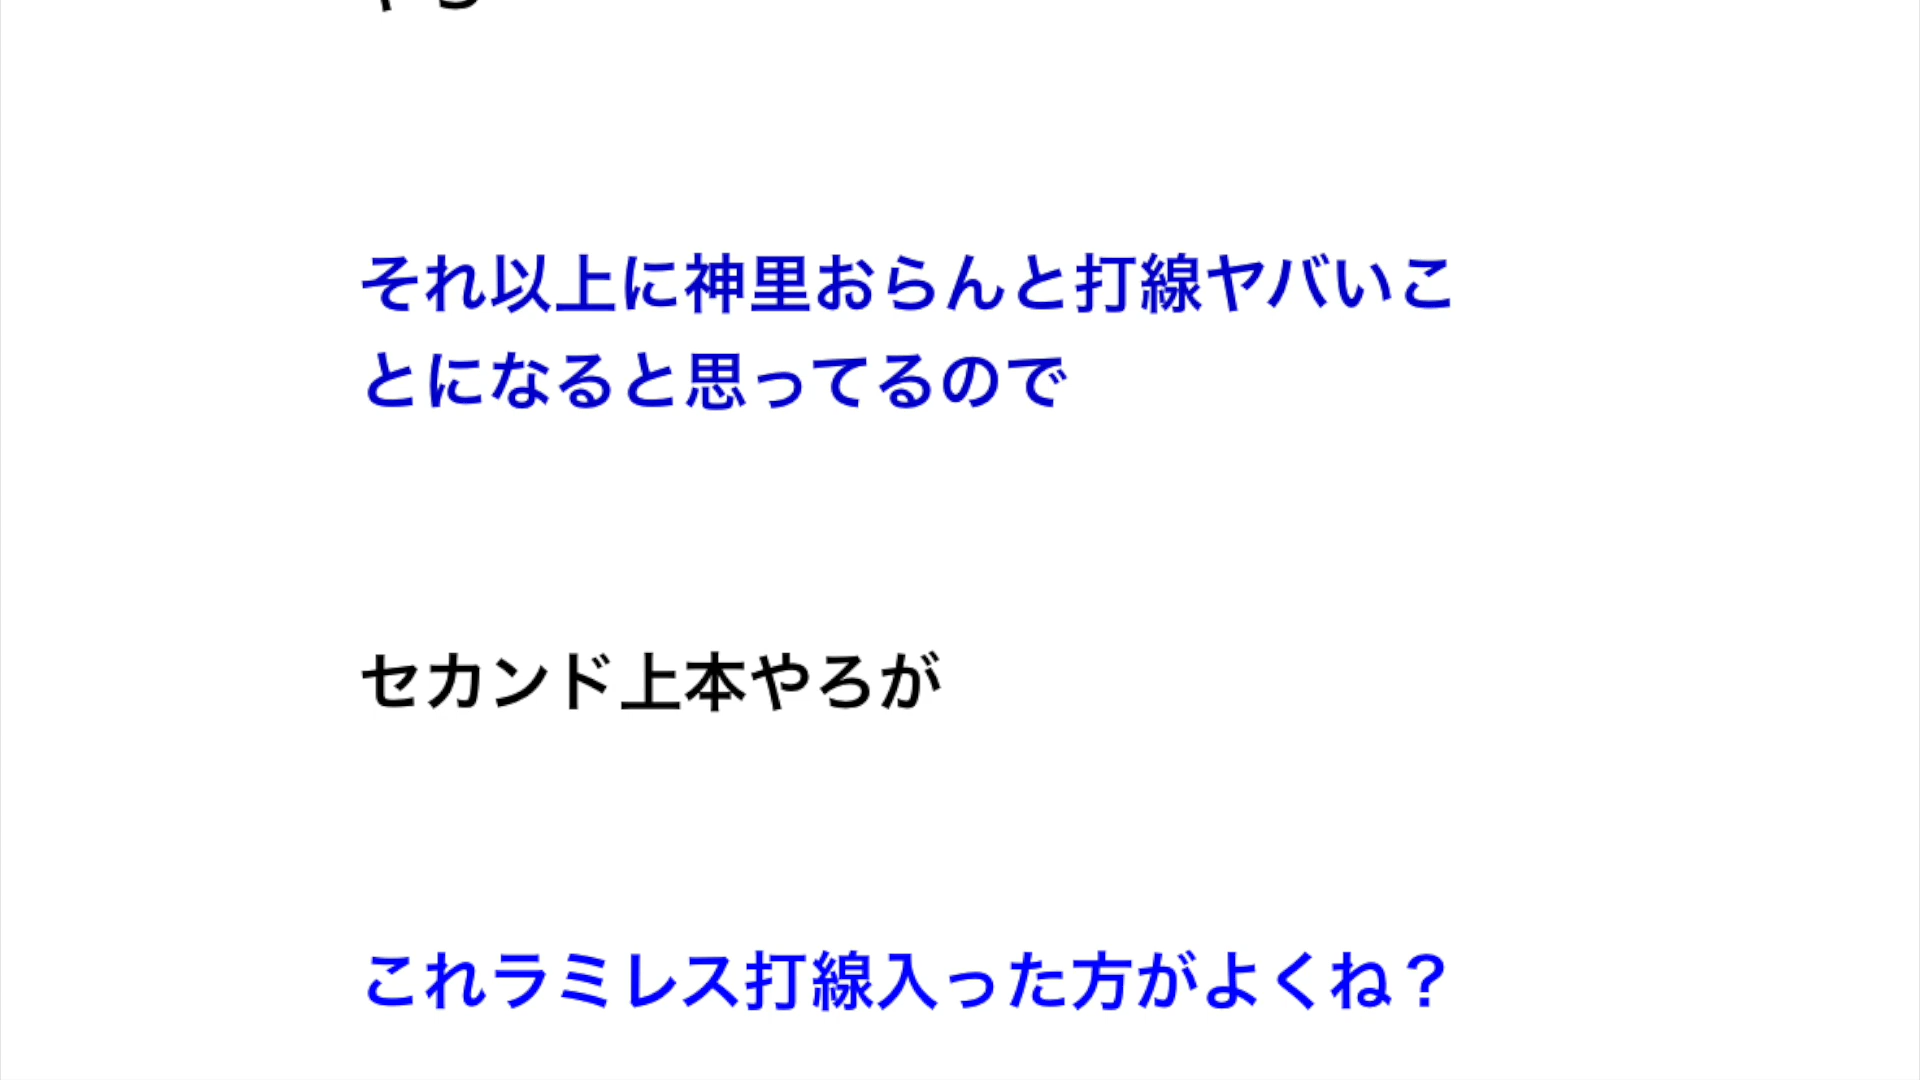 それ以上に神里おらんと打線ヤバいこ
とになると思ってるので
セカンド上本やろが
これラミレス打線入った方がよくね？